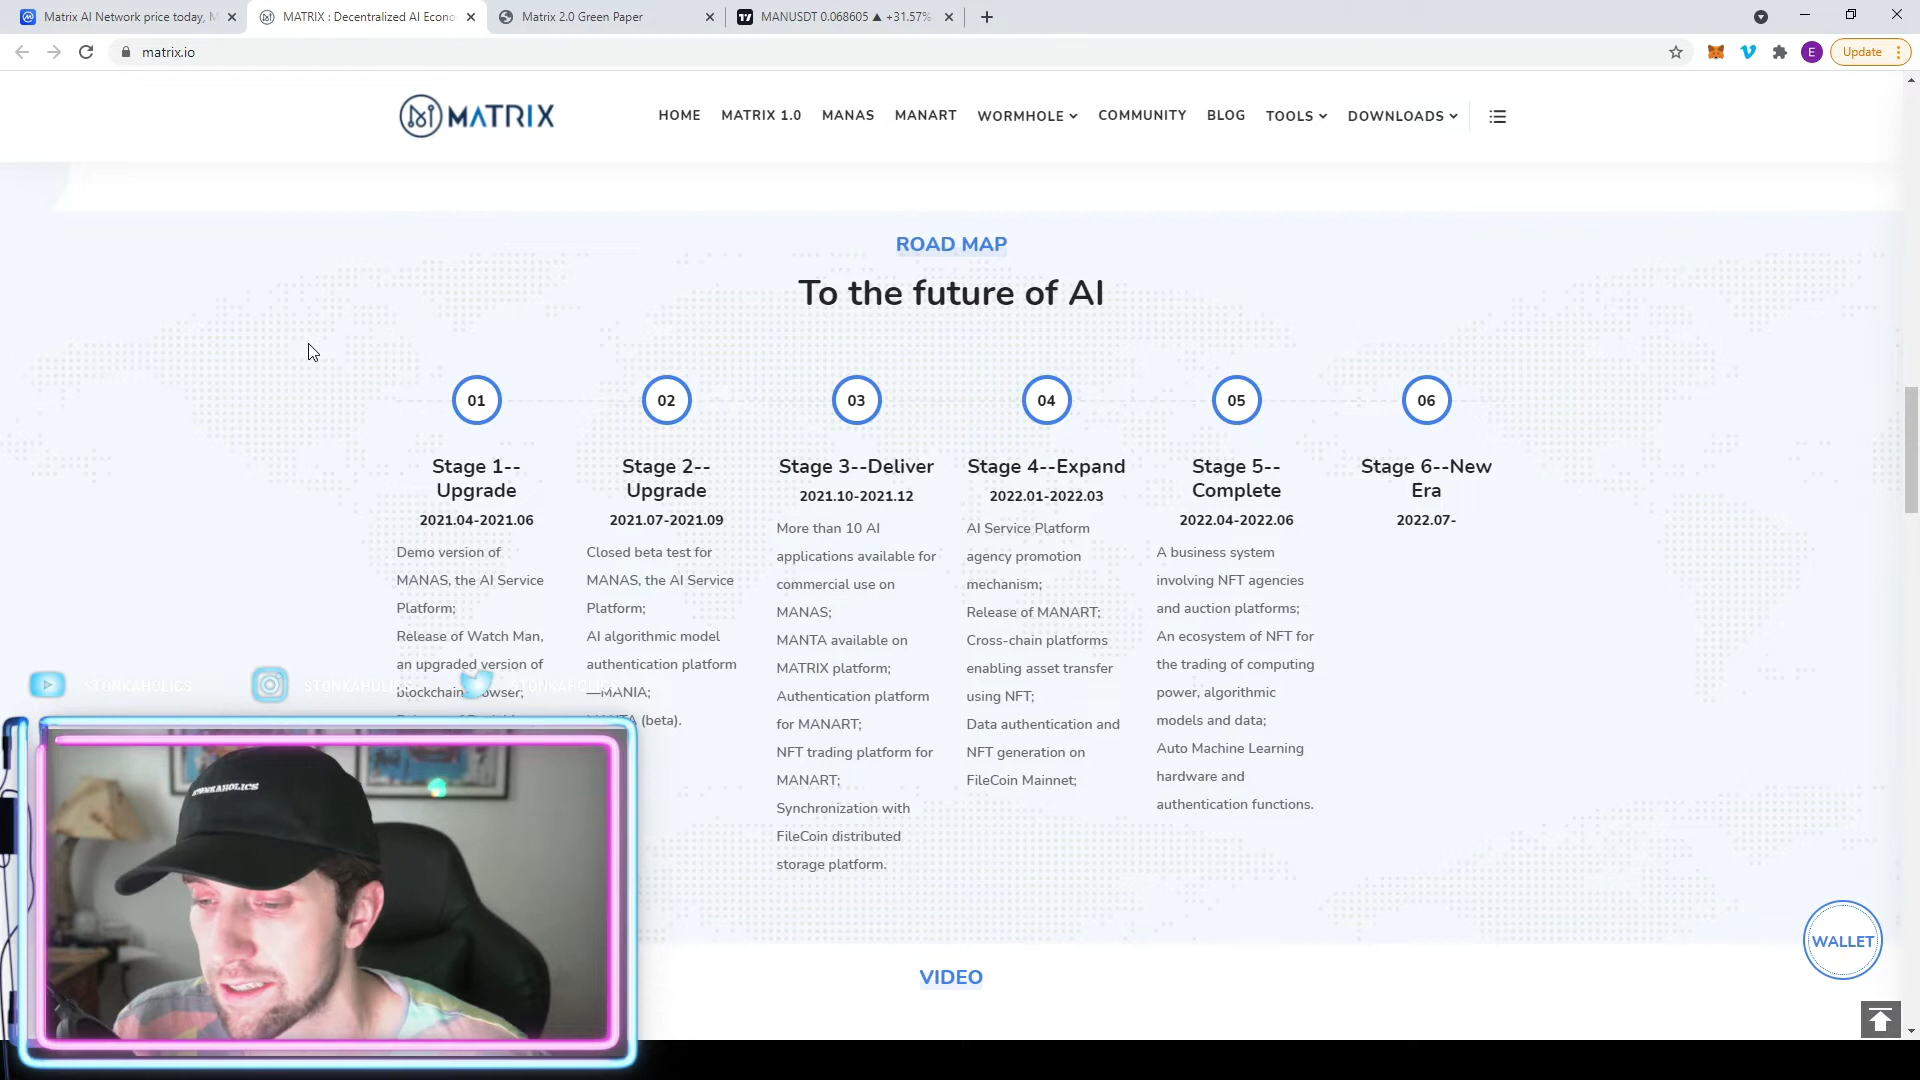 Matrix AI Network price today, M
MATRIX : Decentralized AI Econo
Matrix 2.0 Green Paper
MANUSDT 0.068605 ▲ +31.57%
matrix.io
E
Update
MATRIX
HOME
MATRIX 1.0
MANAS
MANART
WORMHOLE
COMMUNITY
BLOG
TOOLS
DOWNLOADS
ROAD MAP
To the future of AI
01
02
03
04
05
06
Stage 1--
Upgrade
2021.04-2021.06
Demo version of
MANAS, the AI Service
Platform;
Release of Watch Man,
an upgraded version of
blockchain
Stage 2--
Upgrade
2021.07-2021.09
Closed beta test for
MANAS, the AI Service
Platform;
AI algorithmic model
authentication platform
—MANIA;
(beta).
Stage 3--Deliver
2021.10-2021.12
More than 10 AI
applications available for
commercial use on
MANAS;
MANTA available on
MATRIX platform;
Authentication platform
for MANART;
NFT trading platform for
MANART;
Synchronization with
FileCoin distributed
storage platform.
Stage 4--Expand
2022.01-2022.03
AI Service Platform
agency promotion
mechanism;
Release of MANART;
Cross-chain platforms
enabling asset transfer
using NFT;
Data authentication and
NFT generation on
FileCoin Mainnet;
Stage 5--
Complete
2022.04-2022.06
A business system
involving NFT agencies
and auction platforms;
An ecosystem of NFT for
the trading of computing
power, algorithmic
models and data;
Auto Machine Learning
hardware and
authentication functions.
Stage 6--New
Era
2022.07-
STONKAHOLICS
STONKAHOLICS
STONKAHOLICS
STONKAHOLICS
WALLET
VIDEO